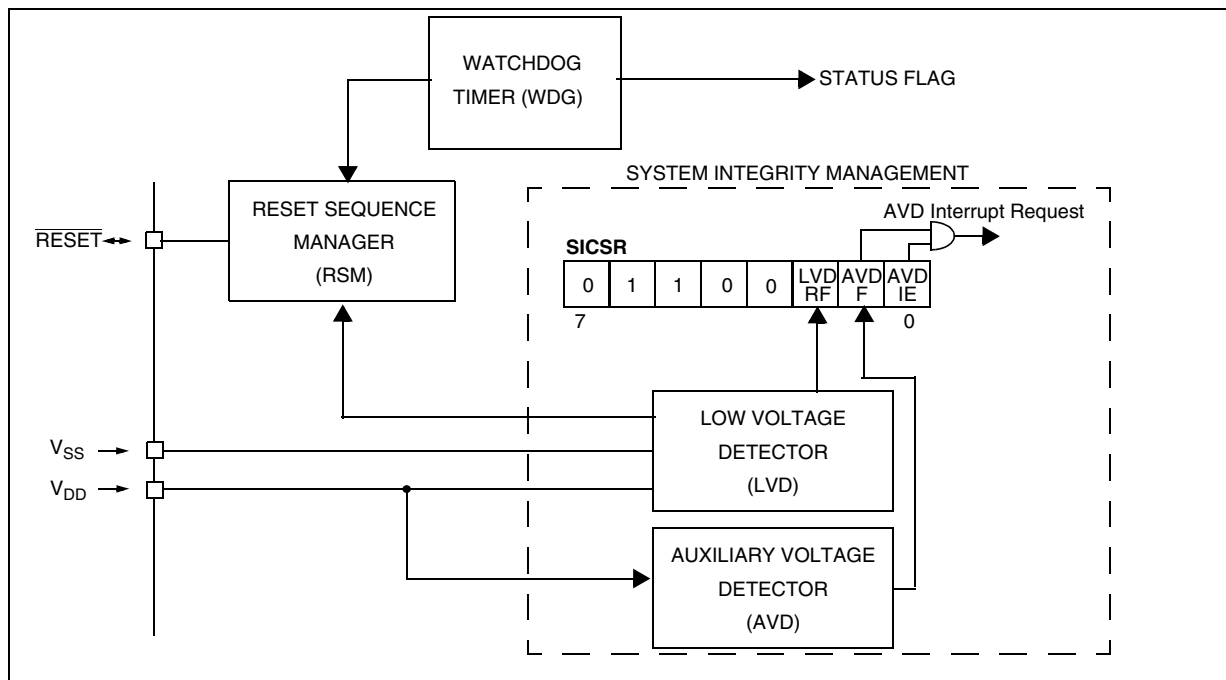 WATCHDOG
TIMER (WDG)
STATUS FLAG
SYSTEM INTEGRITY MANAGEMENT
RESET SEQUENCE
MANAGER
(RSM)
AVD Interrupt Request
RESET
SICSR
0 1 1 0 0 LVD RF AVD F AVD IE
7 0
LOW VOLTAGE
DETECTOR
(LVD)
VSS
VDD
AUXILIARY VOLTAGE
DETECTOR
(AVD)